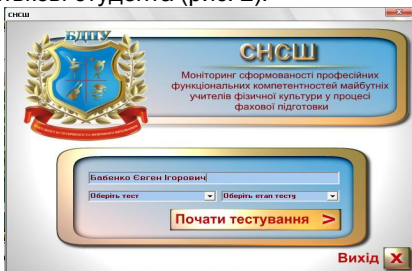 ькові студента (рис. 2).
СНСШ
БДПУ
СНСШ
Моніторинг сформованості професійних
функціональних компетентностей майбутніх
учителів фізичної культури у процесі
фахової підготовки
Бабенко Євген Ігорович
Оберіть тест
Оберіть етап тесту
Почати тестування >
Вихід X